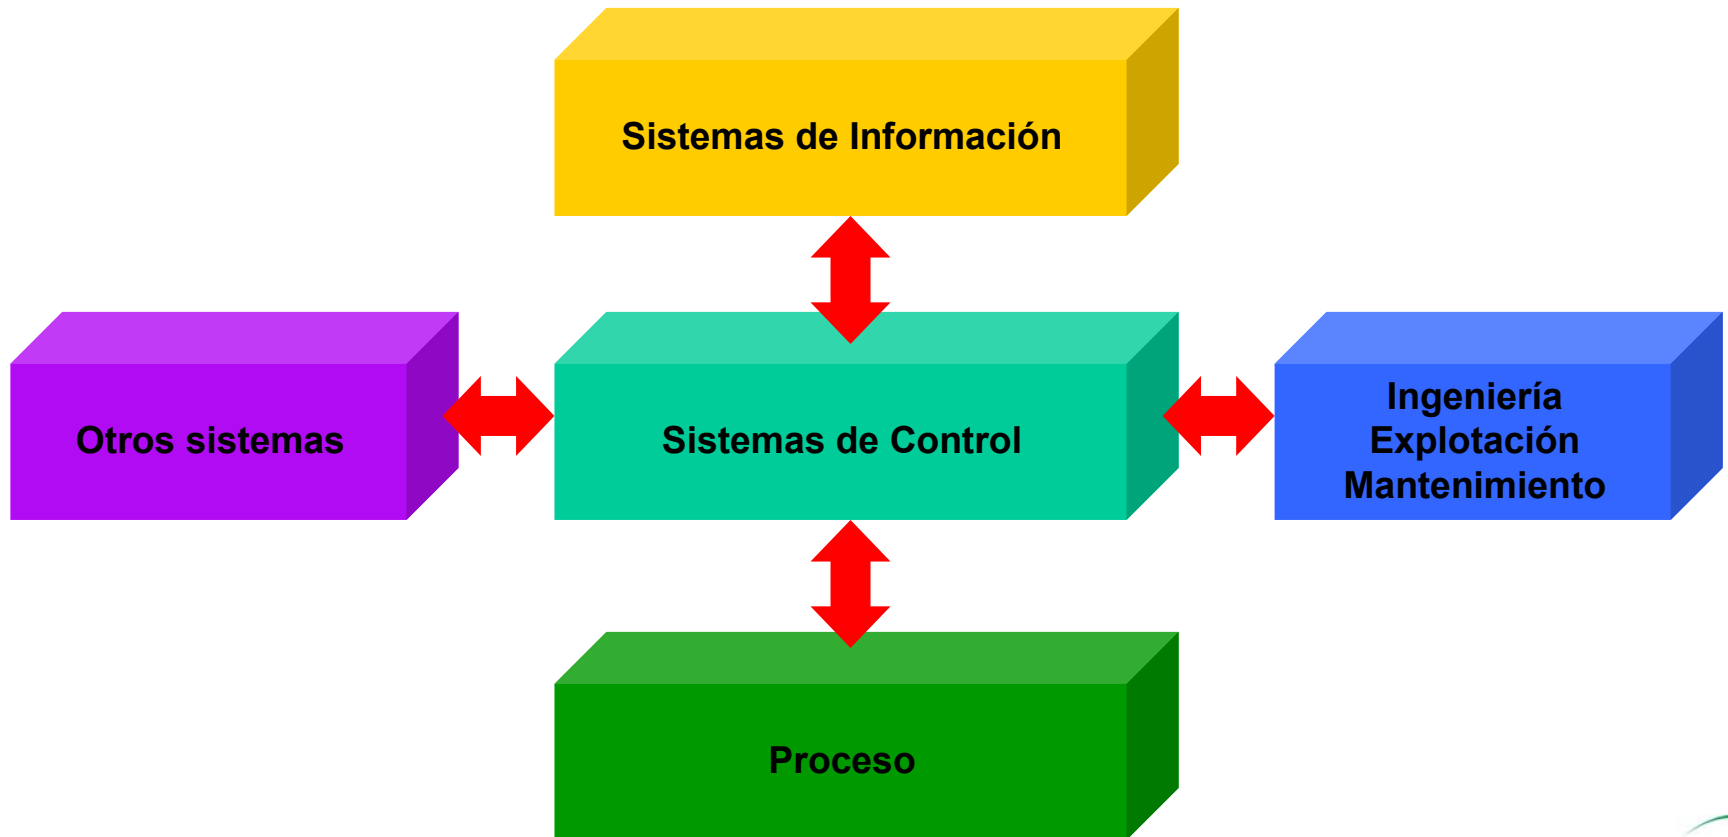 Sistemas de Información
Otros sistemas
Sistemas de Control
Ingeniería
Explotación
Mantenimiento
Proceso